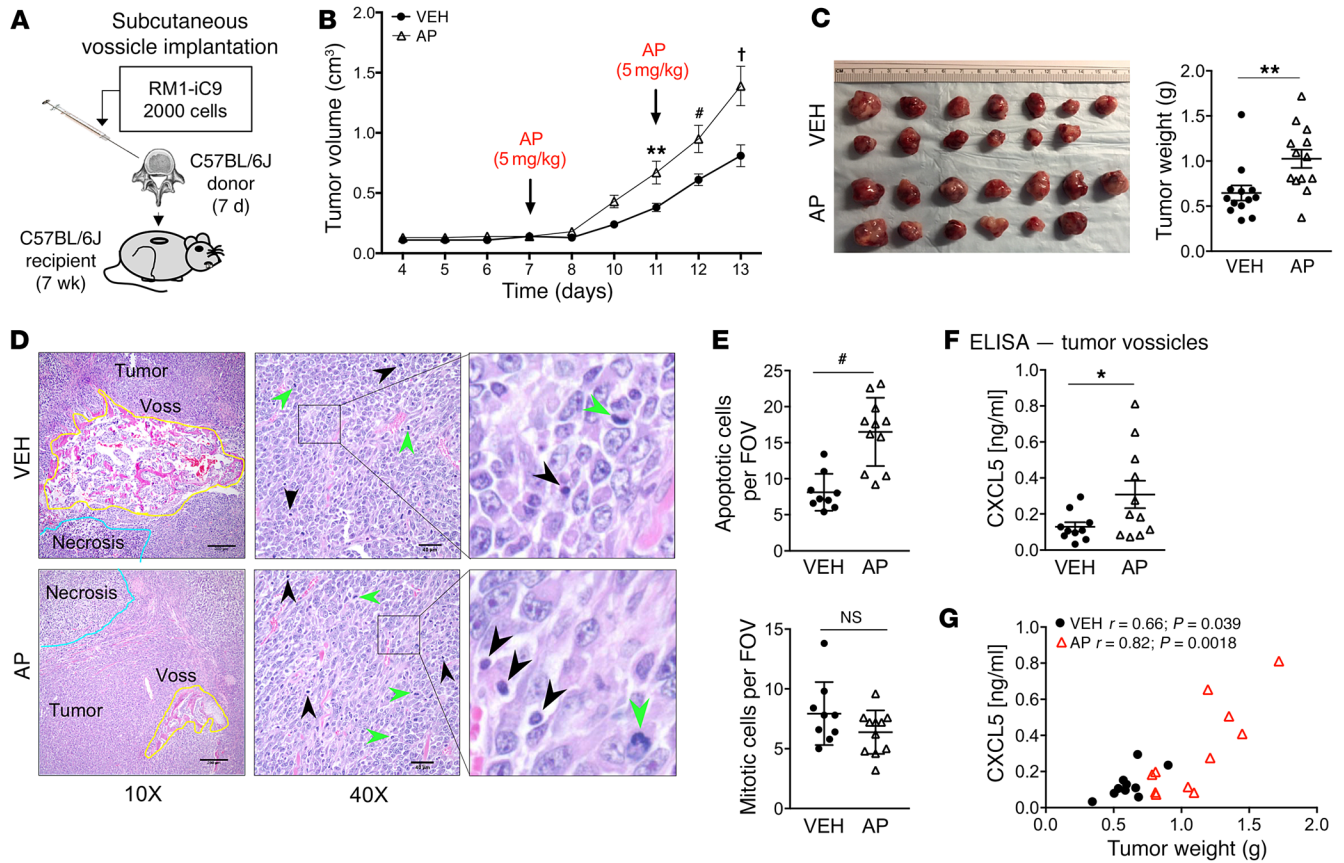 A
Subcutaneous
vossicle implantation
RM1-iC9
2000 cells
C57BL/6J
donor
(7 d)
C57BL/6J
recipient
(7 wk)
B
VEH
AP
Tumor volume (cm³)
2.0
1.5
1.0
0.5
0.0
AP
(5 mg/kg)
AP
(5 mg/kg)
**
#
†
4 5 6 7 8 10 11 12 13
Time (days)
C
VEH
AP
Tumor weight (g)
2.0
1.5
1.0
0.5
0.0
**
VEH AP
D
VEH
Tumor
Voss
Necrosis
AP
Necrosis
Voss
Tumor
10X
40X
E
Apoptotic cells
per FOV
25
20
15
10
5
0
#
VEH AP
Mitotic cells per FOV
15
10
5
0
NS
VEH AP
F
ELISA — tumor vossicles
CXCL5 [ng/ml]
1.0
0.8
0.6
0.4
0.2
0.0
*
VEH AP
G
VEH r = 0.66; P = 0.039
AP r = 0.82; P = 0.0018
CXCL5 [ng/ml]
1.0
0.8
0.6
0.4
0.2
0.0
0.0 0.5 1.0 1.5 2.0
Tumor weight (g)